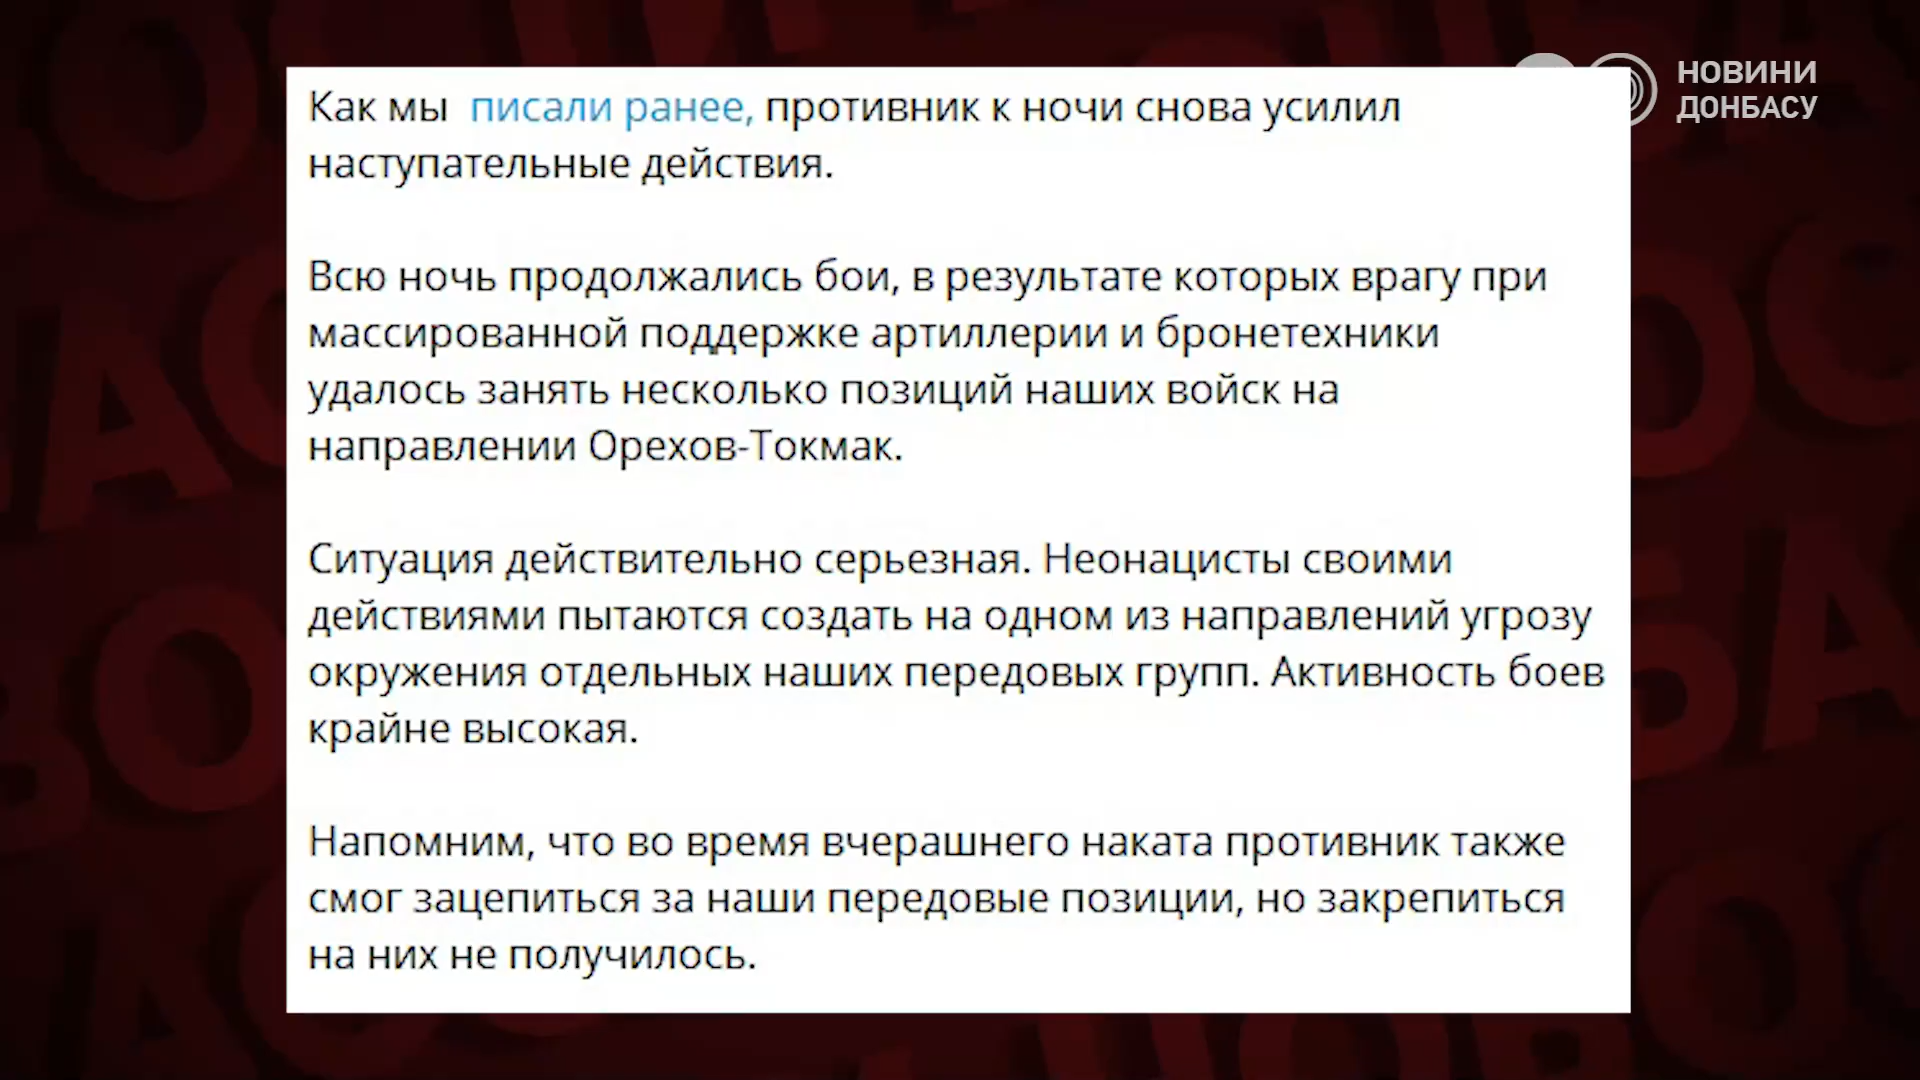 НОВИНИ
ДОНБАСУ
Как мы писали ранее, противник к ночи снова усилил
наступательные действия.
Всю ночь продолжались бои, в результате которых врагу при
массированной поддержке артиллерии и бронетехники
удалось занять несколько позиций наших войск на
направлении Орехов-Токмак.
Ситуация действительно серьезная. Неонацисты своими
действиями пытаются создать на одном из направлений угрозу
окружения отдельных наших передовых групп. Активность боев
крайне высокая.
Напомним, что во время вчерашнего наката противник также
смог зацепиться за наши передовые позиции, но закрепиться
на них не получилось.